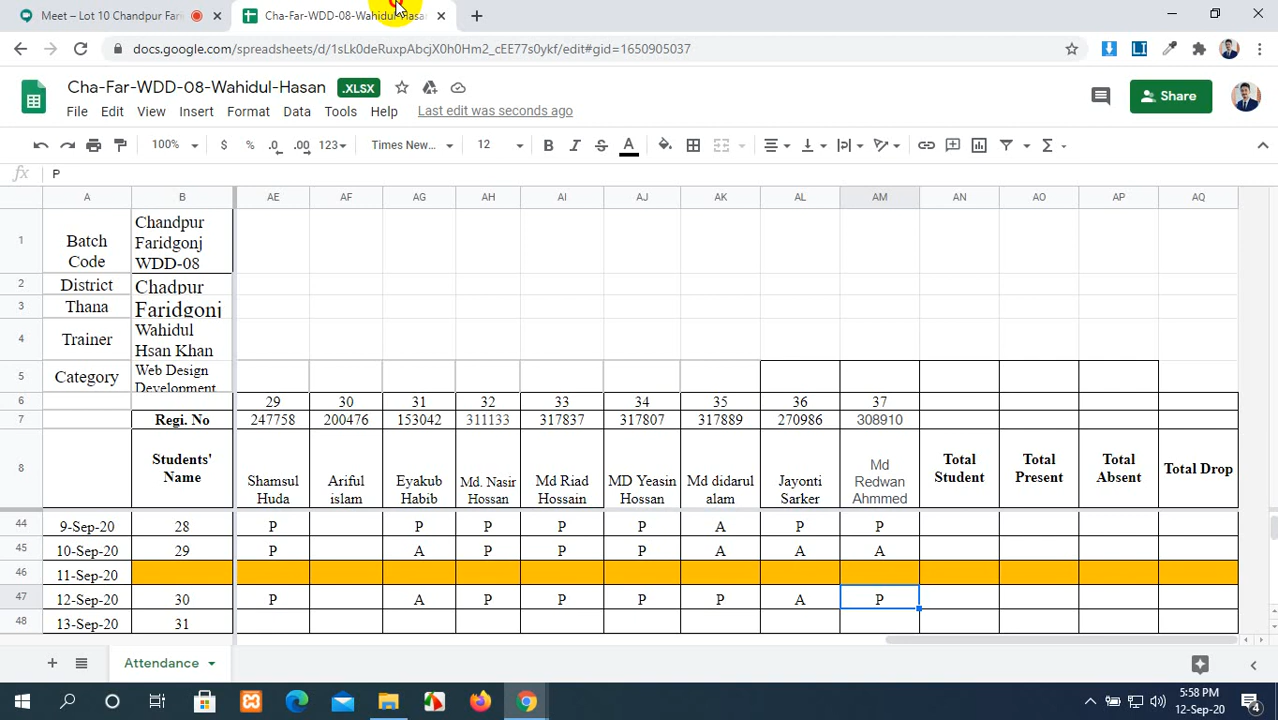 Meet – Lot 10 Chandpur Fari
Cha-Far-WDD-08-Wahidul-Hasan
docs.google.com/spreadsheets/d/1sLk0deRuxpAbcjX0h0Hm2_cEE77s0ykf/edit#gid=1650905037
Cha-Far-WDD-08-Wahidul-Hasan .XLSX
File Edit View Insert Format Data Tools Help Last edit was seconds ago
Share
100% $ % .0 .00 123 Times New... 12 B I S A
fx P
A B AE AF AG AH AI AJ AK AL AM AN AO AP AQ
1 Batch Code Chandpur Faridgonj WDD-08
2 District Chadpur
3 Thana Faridgonj
4 Trainer Wahidul Hsan Khan
5 Category Web Design Development
6 29 30 31 32 33 34 35 36 37
7 Regi. No 247758 200476 153042 311133 317837 317807 317889 270986 308910
8 Students' Name Shamsul Huda Ariful islam Eyakub Habib Md. Nasir Hossan Md Riad Hossain MD Yeasin Hossan Md didarul alam Jayonti Sarker Md Redwan Ahmmed Total Student Total Present Total Absent Total Drop
44 9-Sep-20 28 P P P P P A P P
45 10-Sep-20 29 P A P P P A A A
46 11-Sep-20
47 12-Sep-20 30 P A P P P P A P
48 13-Sep-20 31
Attendance
5:58 PM
12-Sep-20
4